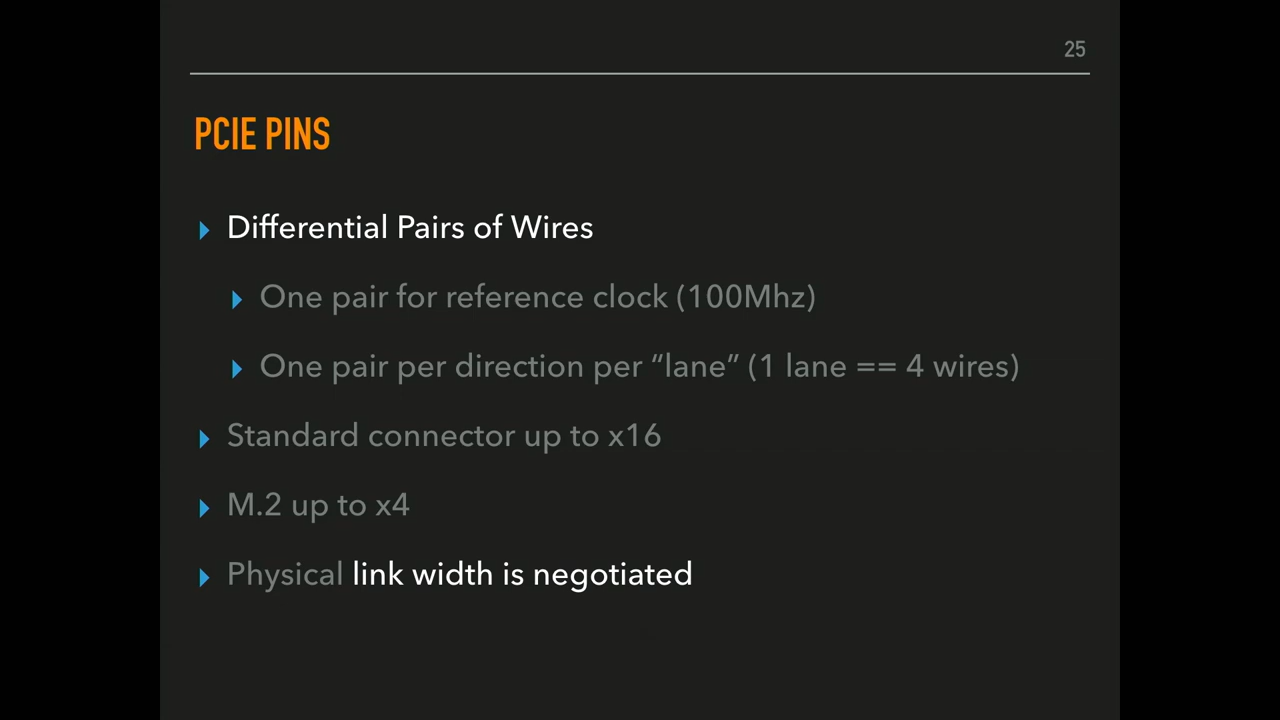 25
PCIE PINS
Differential Pairs of Wires
One pair for reference clock (100Mhz)
One pair per direction per “lane” (1 lane == 4 wires)
Standard connector up to x16
M.2 up to x4
Physical link width is negotiated